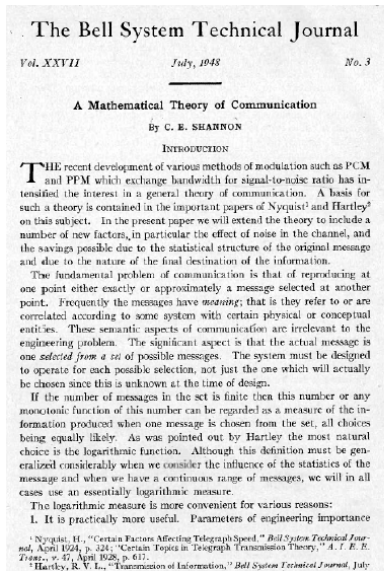 The Bell System Technical Journal
Vol. XXVII July, 1948 No. 3
A Mathematical Theory of Communication
By C. E. SHANNON
INTRODUCTION
THE recent development of various methods of modulation such as PCM
and PPM which exchange bandwidth for signal-to-noise ratio has in-
tensified the interest in a general theory of communication. A basis for
such a theory is contained in the important papers of Nyquist¹ and Hartley²
on this subject. In the present paper we will extend the theory to include a
number of new factors, in particular the effect of noise in the channel, and
the savings possible due to the statistical structure of the original message
and due to the nature of the final destination of the information.
The fundamental problem of communication is that of reproducing at
one point either exactly or approximately a message selected at another
point. Frequently the messages have meaning; that is they refer to or are
correlated according to some system with certain physical or conceptual
entities. These semantic aspects of communication are irrelevant to the
engineering problem. The significant aspect is that the actual message is
one selected from a set of possible messages. The system must be designed
to operate for each possible selection, not just the one which will actually
be chosen since this is unknown at the time of design.
If the number of messages in the set is finite then this number or any
monotonic function of this number can be regarded as a measure of the in-
formation produced when one message is chosen from the set, all choices
being equally likely. As was pointed out by Hartley the most natural
choice is the logarithmic function. Although this definition must be gen-
eralized considerably when we consider the influence of the statistics of the
message and when we have a continuous range of messages, we will in all
cases use an essentially logarithmic measure.
The logarithmic measure is more convenient for various reasons:
1. It is practically more useful. Parameters of engineering importance
¹ Nyquist, H., "Certain Factors Affecting Telegraph Speed," Bell System Technical Jour-
nal, April 1924, p. 324; "Certain Topics in Telegraph Transmission Theory," A. I. E. E.
Trans., v. 47, April 1928, p. 617.
² Hartley, R. V. L., "Transmission of Information," Bell System Technical Journal, July